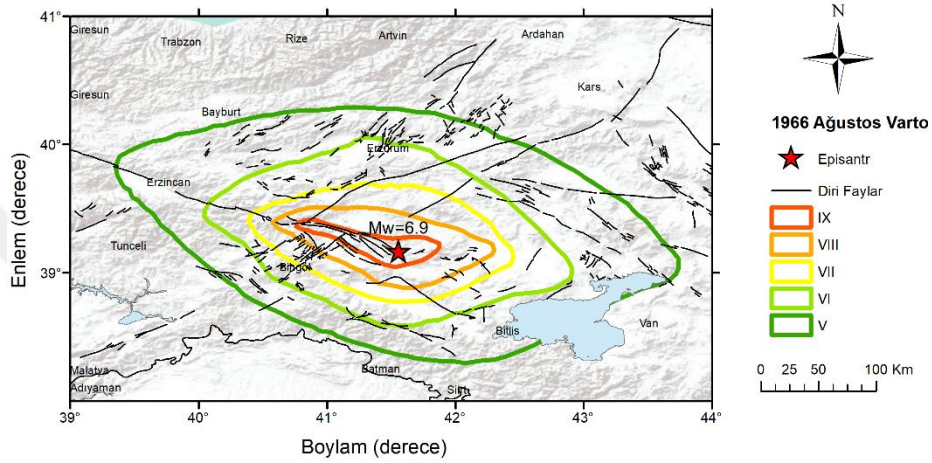 41°
Giresun
Trabzon
Rize
Artvin
Ardahan
Giresun
Kars
Bayburt
40°
Erzurum
Erzincan
Mw=6.9
Tunceli
39°
Bingöl
Bitlis
Van
Malatya
Batman
Adıyaman
Siirt
39°
40°
41°
42°
43°
44°
Enlem (derece)
Boylam (derece)
N
1966 Ağustos Varto
Episantr
Diri Faylar
IX
VIII
VII
VI
V
0 25 50 100 Km